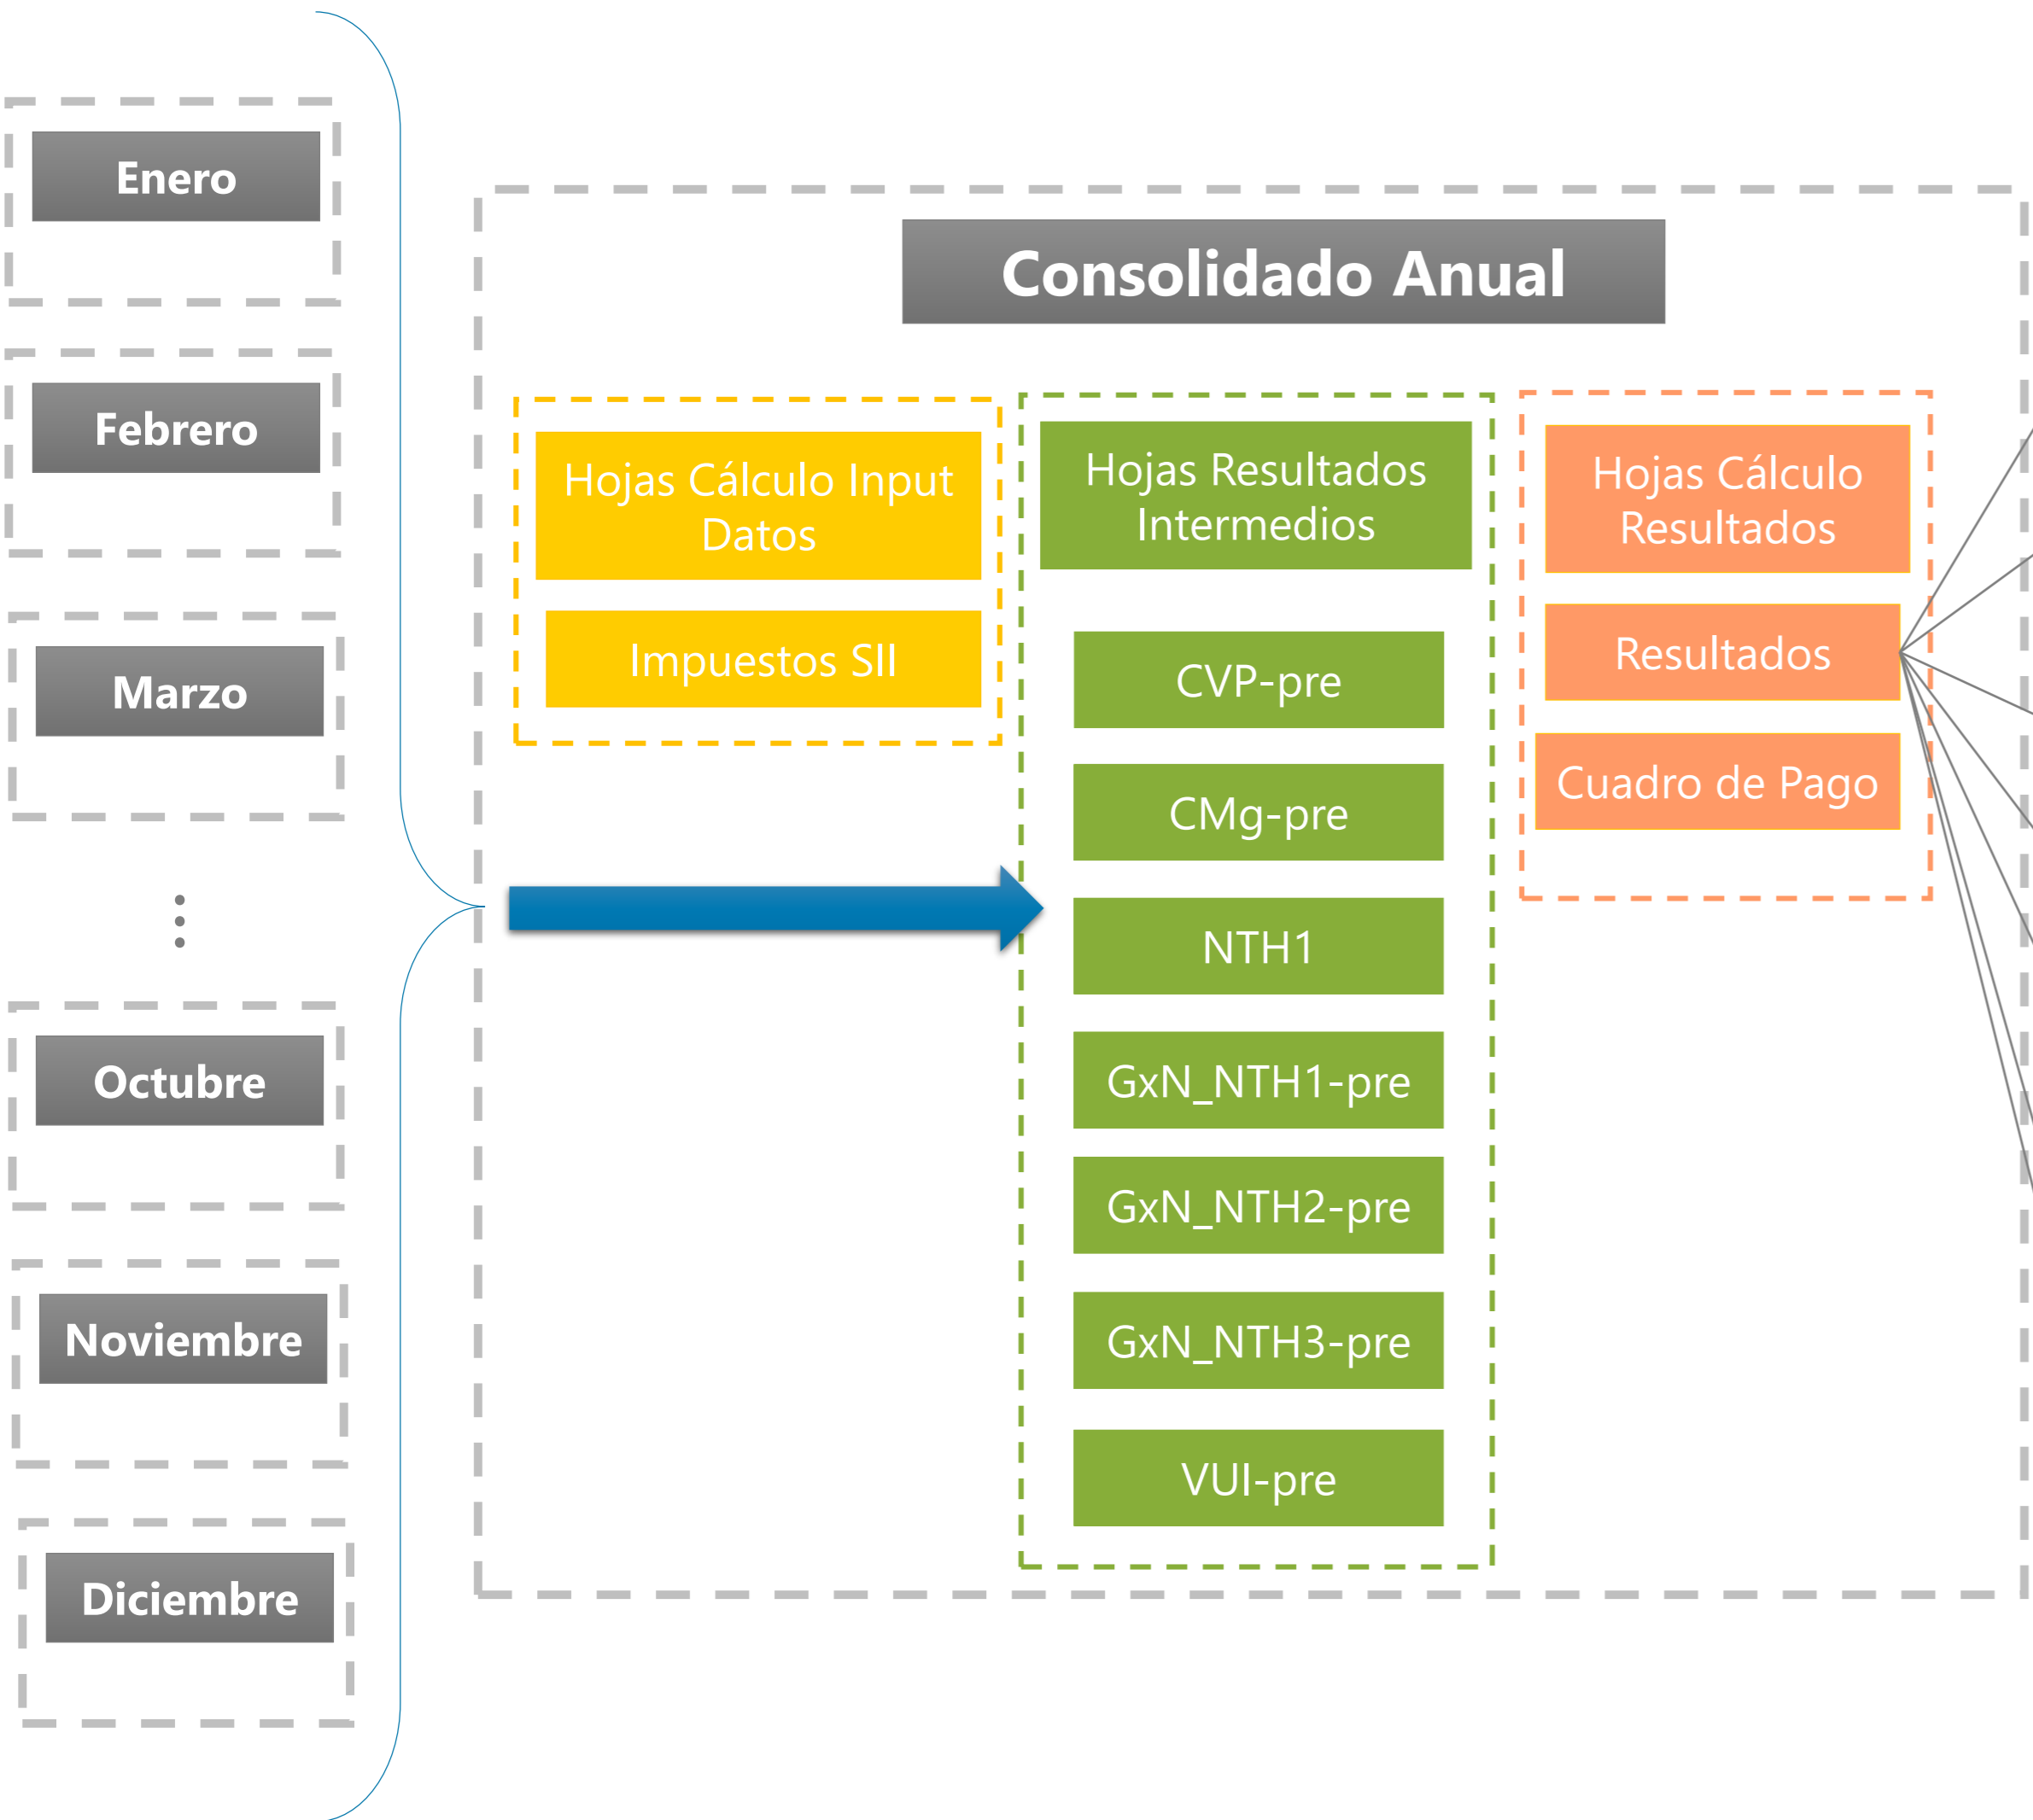 Enero
Febrero
Marzo
Octubre
Noviembre
Diciembre
Consolidado Anual
Hojas Cálculo Input
Datos
Impuestos SII
Hojas Resultados
Intermedios
CVP-pre
CMg-pre
NTH1
GxN_NTH1-pre
GxN_NTH2-pre
GxN_NTH3-pre
VUI-pre
Hojas Cálculo
Resultados
Resultados
Cuadro de Pago